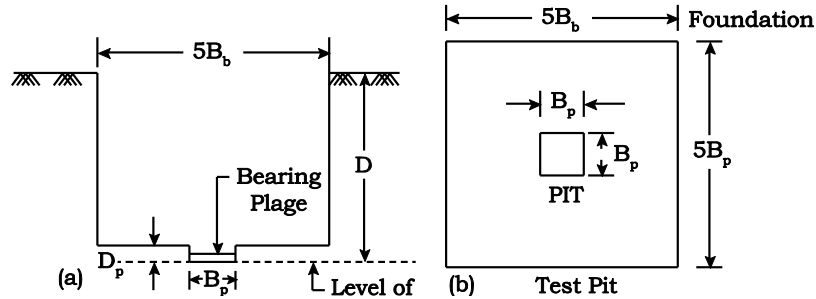 5B_b
D
Bearing
Plage
D_p
B_p
(a)
Level of
5B_b
Foundation
B_p
B_p
5B_p
PIT
(b)
Test Pit